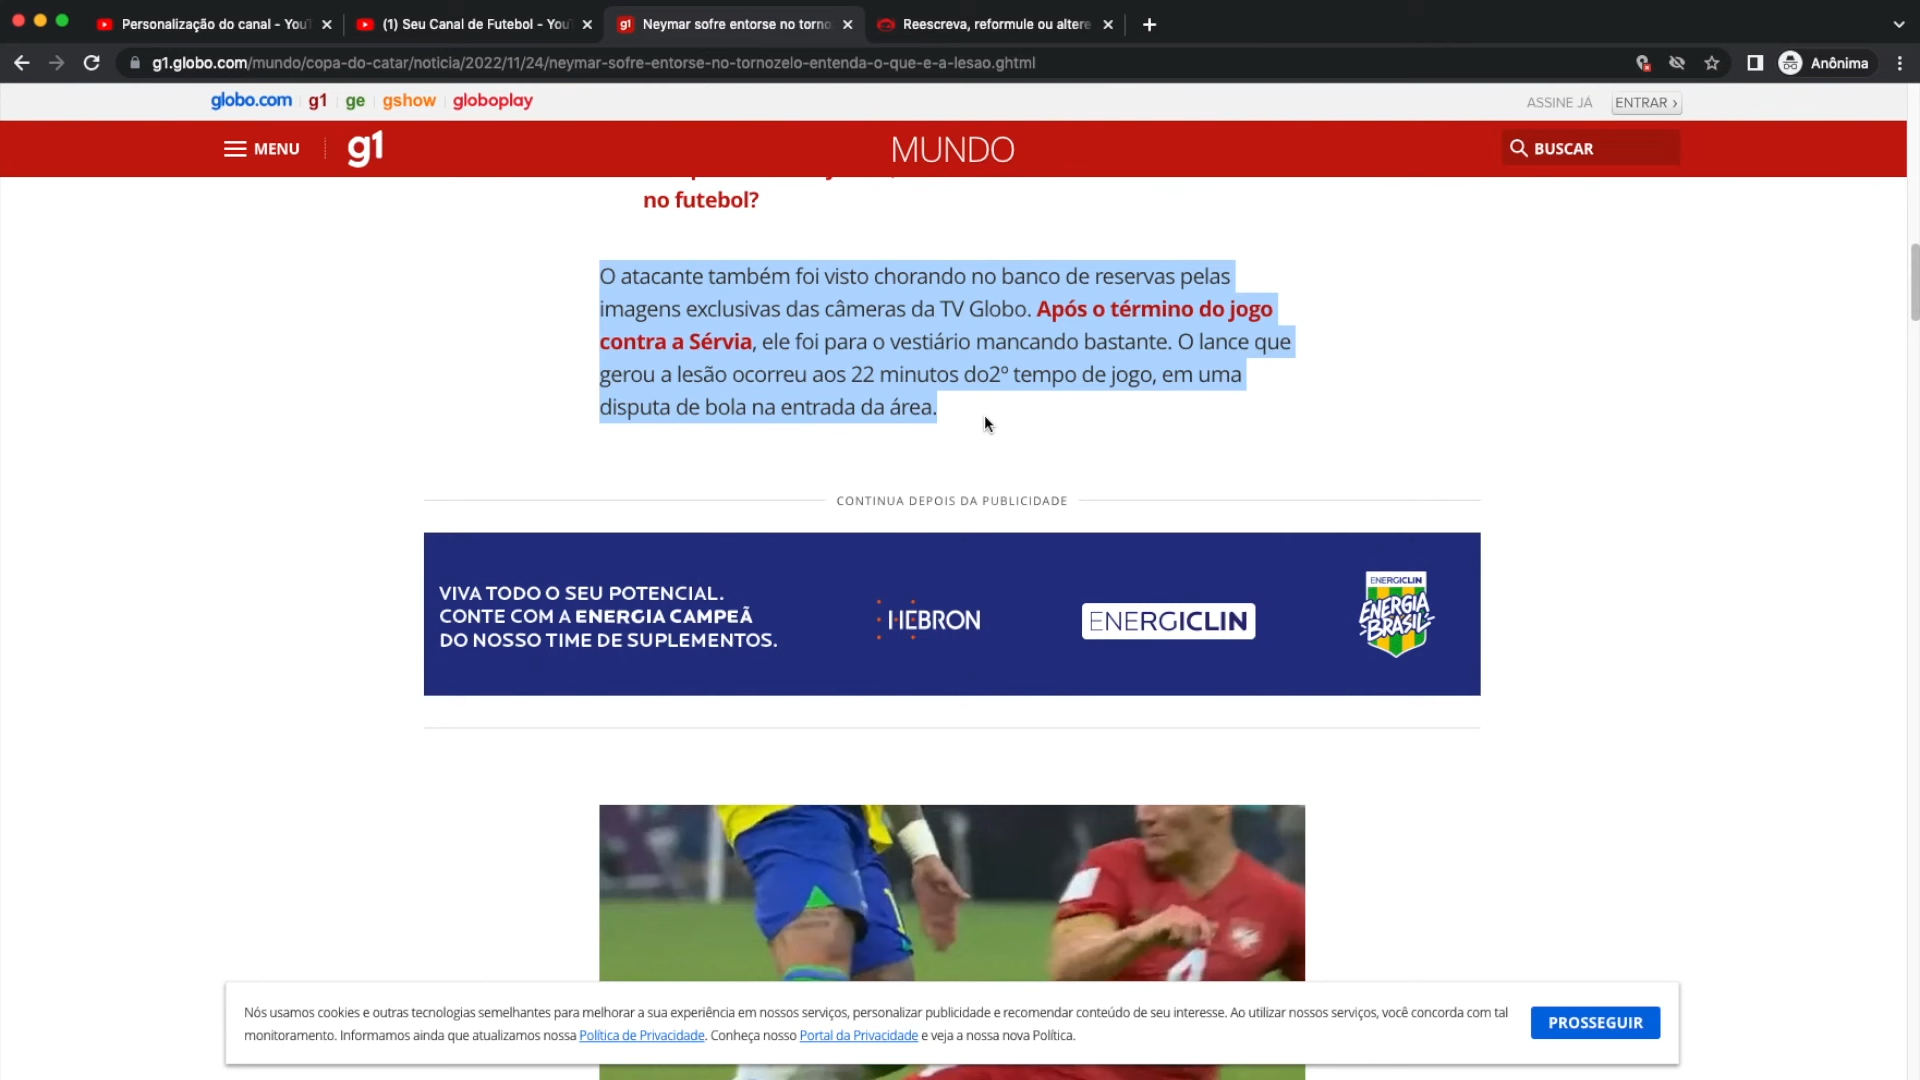 Personalização do canal - You
(1) Seu Canal de Futebol - You
g1 Neymar sofre entorse no torno
Reescreva, reformule ou altere
g1.globo.com/mundo/copa-do-catar/noticia/2022/11/24/neymar-sofre-entorse-no-tornozelo-entenda-o-que-e-a-lesao.ghtml
Anônima
globo.com g1 ge gshow globoplay
ASSINE JÁ ENTRAR ›
MENU g1 MUNDO BUSCAR
no futebol?
O atacante também foi visto chorando no banco de reservas pelas
imagens exclusivas das câmeras da TV Globo. Após o término do jogo
contra a Sérvia, ele foi para o vestiário mancando bastante. O lance que
gerou a lesão ocorreu aos 22 minutos do2º tempo de jogo, em uma
disputa de bola na entrada da área.
CONTINUA DEPOIS DA PUBLICIDADE
VIVA TODO O SEU POTENCIAL.
CONTE COM A ENERGIA CAMPEÃ
DO NOSSO TIME DE SUPLEMENTOS.
HEBRON
ENERGICLIN
ENERGICLIN
ENERGIA
BRASIL
4
Nós usamos cookies e outras tecnologias semelhantes para melhorar a sua experiência em nossos serviços, personalizar publicidade e recomendar conteúdo de seu interesse. Ao utilizar nossos serviços, você concorda com tal
monitoramento. Informamos ainda que atualizamos nossa Política de Privacidade. Conheça nosso Portal da Privacidade e veja a nossa nova Política.
PROSSEGUIR